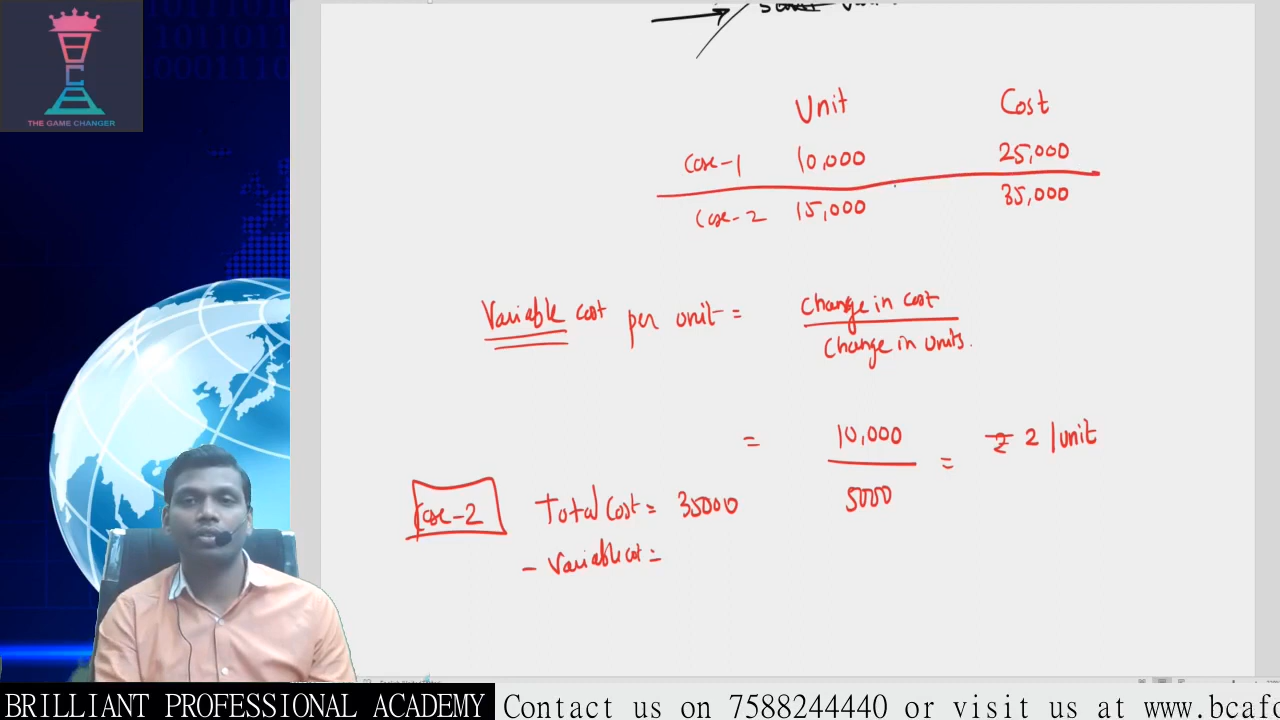 THE GAME CHANGER
Unit Cost
Case-1 10,000 25,000
Case-2 15,000 35,000
Variable cost per unit = Change in cost
Change in units.
= 10,000 = 2 2 /unit
5000
Case-2 Total Cost = 35000
- Variable cost =
BRILLIANT PROFESSIONAL ACADEMY Contact us on 7588244440 or visit us at www.bcafo